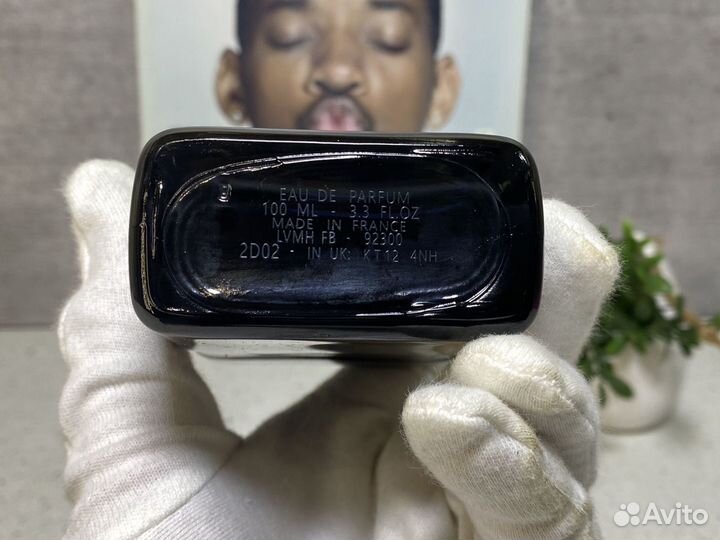 EAU DE PARFUM
100 ML - 3.3 FL.OZ
MADE IN FRANCE
LVMH FB - 92300
2D02 - IN UK: KT12 4NH
Avito